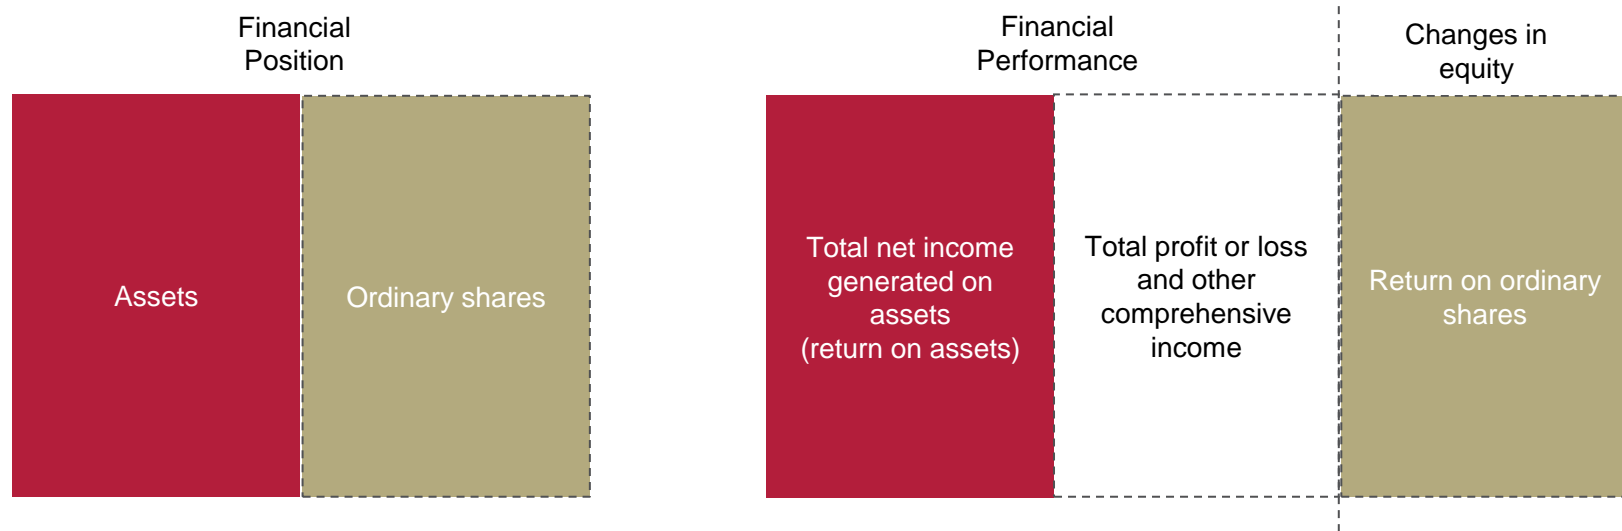 Financial
Position
Financial
Performance
Changes in
equity
Assets
Ordinary shares
Total net income
generated on
assets
(return on assets)
Total profit or loss
and other
comprehensive
income
Return on ordinary
shares